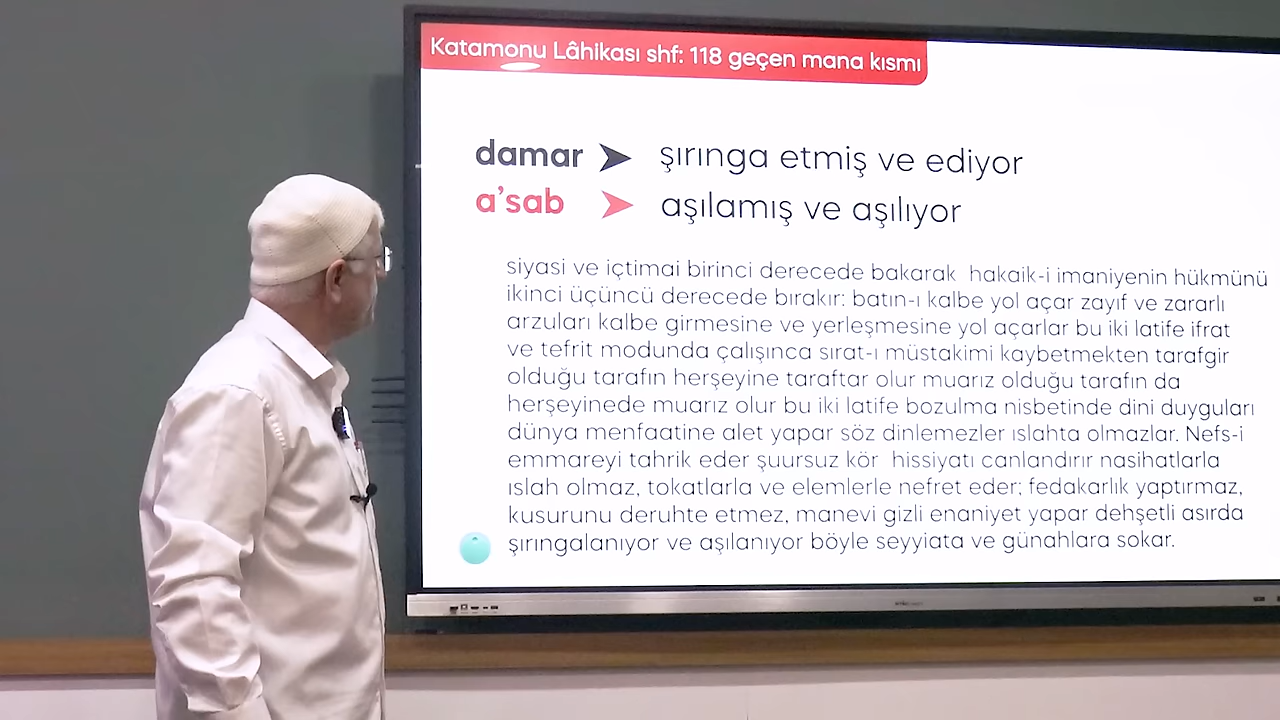 Katamonu Lâhikası shf: 118 geçen mana kısmı
damar ➤ şırınga etmiş ve ediyor
a'sab ➤ aşılamış ve aşılıyor
siyasi ve içtimai birinci derecede bakarak hakaik-i imaniyenin hükmünü
ikinci üçüncü derecede bırakır: batın-ı kalbe yol açar zayıf ve zararlı
arzuları kalbe girmesine ve yerleşmesine yol açarlar bu iki latife ifrat
ve tefrit modunda çalışınca sırat-ı müstakimi kaybetmekten tarafgir
olduğu tarafın herşeyine taraftar olur muarız olduğu tarafın da
herşeyinede muarız olur bu iki latife bozulma nisbetinde dini duyguları
dünya menfaatine alet yapar söz dinlemezler ıslahta olmazlar. Nefs-i
emmareyi tahrik eder şuursuz kör hissiyatı canlandırır nasihatlarla
ıslah olmaz, tokatlarla ve elemlerle nefret eder; fedakarlık yaptırmaz,
kusurunu deruhte etmez, manevi gizli enaniyet yapar dehşetli asırda
şırıngalanıyor ve aşılanıyor böyle seyyiata ve günahlara sokar.